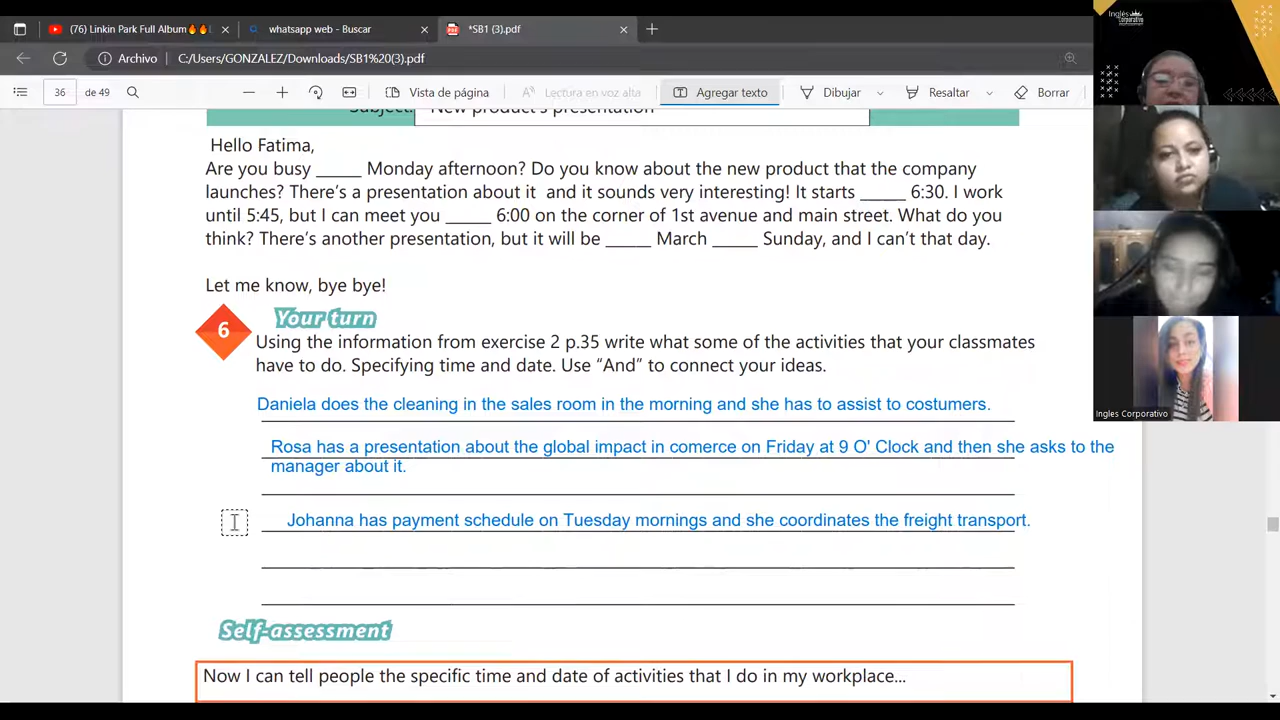 (76) Linkin Park Full Album🔥🔥
whatsapp web - Buscar
*SB1 (3).pdf
Archivo
C:/Users/GONZALEZ/Downloads/SB1%20(3).pdf
36
de 49
Vista de página
Lectura en voz alta
Agregar texto
Dibujar
Resaltar
Borrar
Subject: New product's presentation
Hello Fatima,
Are you busy _____ Monday afternoon? Do you know about the new product that the company
launches? There's a presentation about it and it sounds very interesting! It starts _____ 6:30. I work
until 5:45, but I can meet you _____ 6:00 on the corner of 1st avenue and main street. What do you
think? There's another presentation, but it will be _____ March _____ Sunday, and I can't that day.
Let me know, bye bye!
6
Your turn
Using the information from exercise 2 p.35 write what some of the activities that your classmates
have to do. Specifying time and date. Use “And” to connect your ideas.
Daniela does the cleaning in the sales room in the morning and she has to assist to costumers.
Rosa has a presentation about the global impact in comerce on Friday at 9 O' Clock and then she asks to the
manager about it.
Johanna has payment schedule on Tuesday mornings and she coordinates the freight transport.
Self-assessment
Now I can tell people the specific time and date of activities that I do in my workplace...
Inglés
Corporativo
Ingles Corporativo